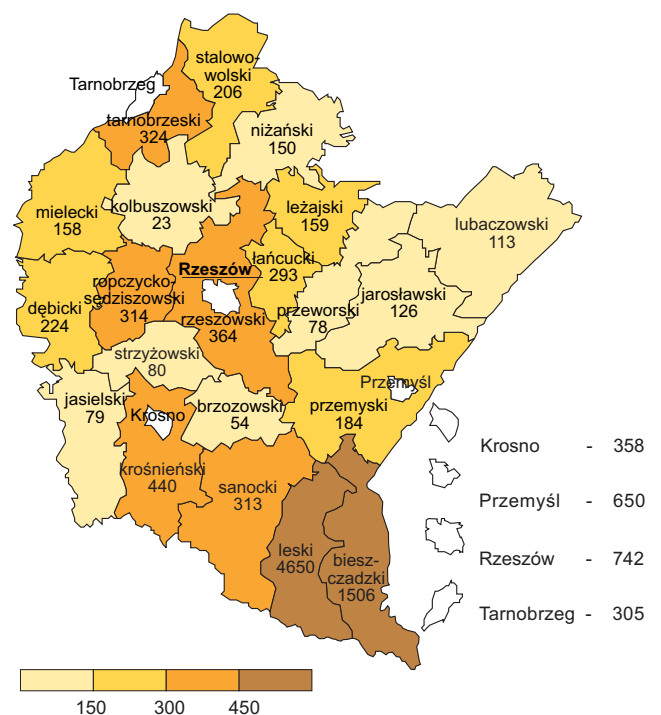 stalowo-
wolski
206
Tarnobrzeg
tarnobrzeski
324
niżański
150
mielecki
158
kolbuszowski
23
leżajski
159
lubaczowski
113
łańcucki
293
Rzeszów
ropczycko-
sędziszowski
314
dębicki
224
rzeszowski
364
przeworski
78
jarosławski
126
strzyżowski
80
jasielski
79
Krosno
brzozowski
54
Przemyśl
przemyski
184
krośnieński
440
sanocki
313
leski
4650
biesz-
czadzki
1506
Krosno - 358
Przemyśl - 650
Rzeszów - 742
Tarnobrzeg - 305
150 300 450